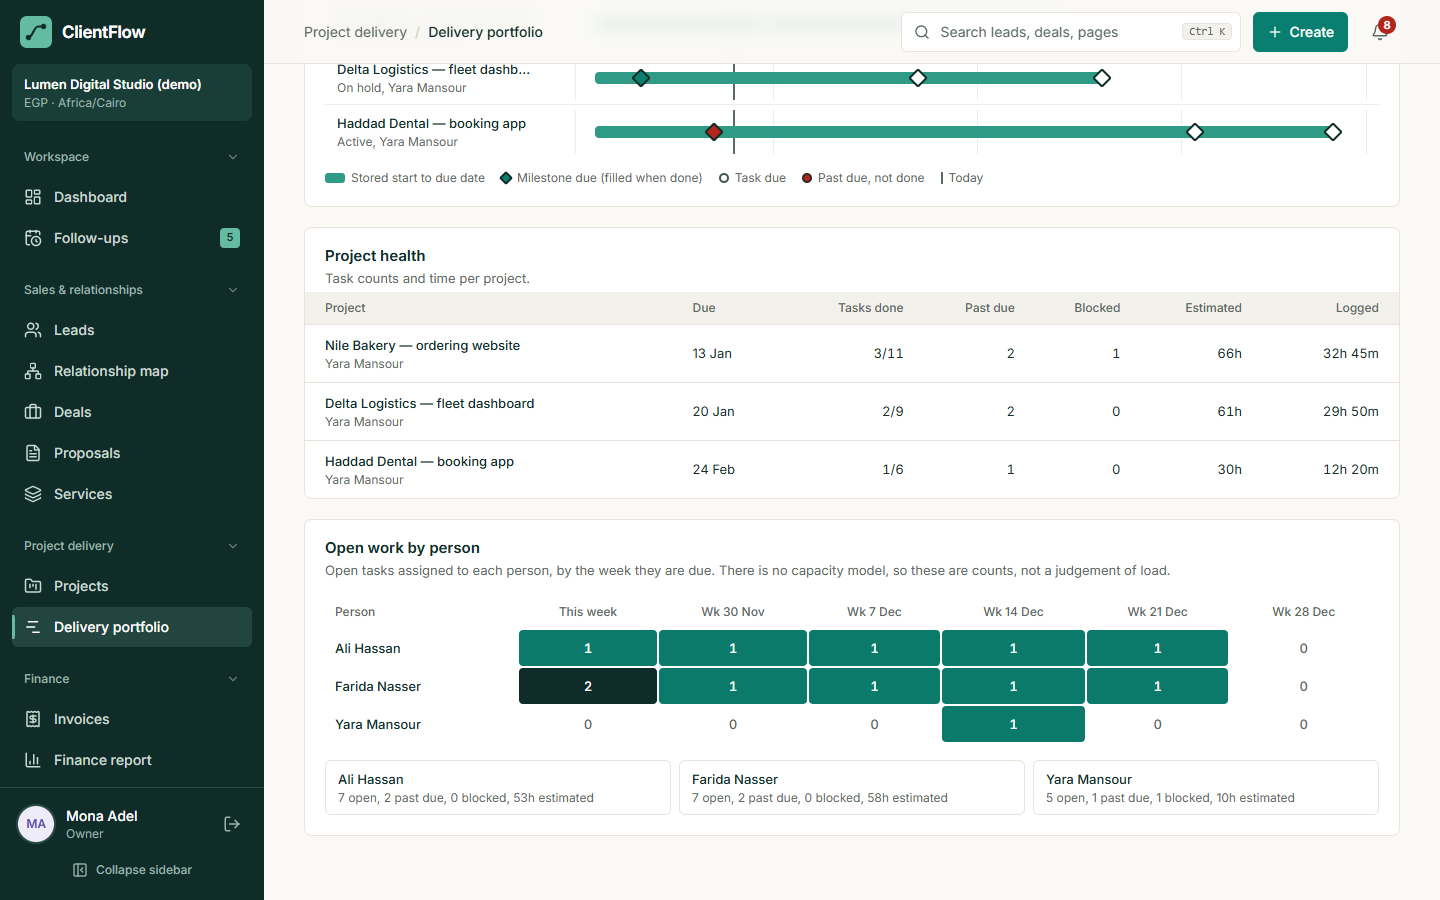 ClientFlow
Lumen Digital Studio (demo)
EGP · Africa/Cairo
Workspace
Dashboard
Follow-ups
5
Sales & relationships
Leads
Relationship map
Deals
Proposals
Services
Project delivery
Projects
Delivery portfolio
Finance
Invoices
Finance report
MA
Mona Adel
Owner
Collapse sidebar
Project delivery / Delivery portfolio
Search leads, deals, pages
Ctrl K
+ Create
8
Delta Logistics — fleet dashb...
On hold, Yara Mansour
Haddad Dental — booking app
Active, Yara Mansour
Stored start to due date
Milestone due (filled when done)
Task due
Past due, not done
Today
Project health
Task counts and time per project.
Project Due Tasks done Past due Blocked Estimated Logged
Nile Bakery — ordering website
Yara Mansour
13 Jan 3/11 2 1 66h 32h 45m
Delta Logistics — fleet dashboard
Yara Mansour
20 Jan 2/9 2 0 61h 29h 50m
Haddad Dental — booking app
Yara Mansour
24 Feb 1/6 1 0 30h 12h 20m
Open work by person
Open tasks assigned to each person, by the week they are due. There is no capacity model, so these are counts, not a judgement of load.
Person This week Wk 30 Nov Wk 7 Dec Wk 14 Dec Wk 21 Dec Wk 28 Dec
Ali Hassan 1 1 1 1 1 0
Farida Nasser 2 1 1 1 1 0
Yara Mansour 0 0 0 1 0 0
Ali Hassan
7 open, 2 past due, 0 blocked, 53h estimated
Farida Nasser
7 open, 2 past due, 0 blocked, 58h estimated
Yara Mansour
5 open, 1 past due, 1 blocked, 10h estimated